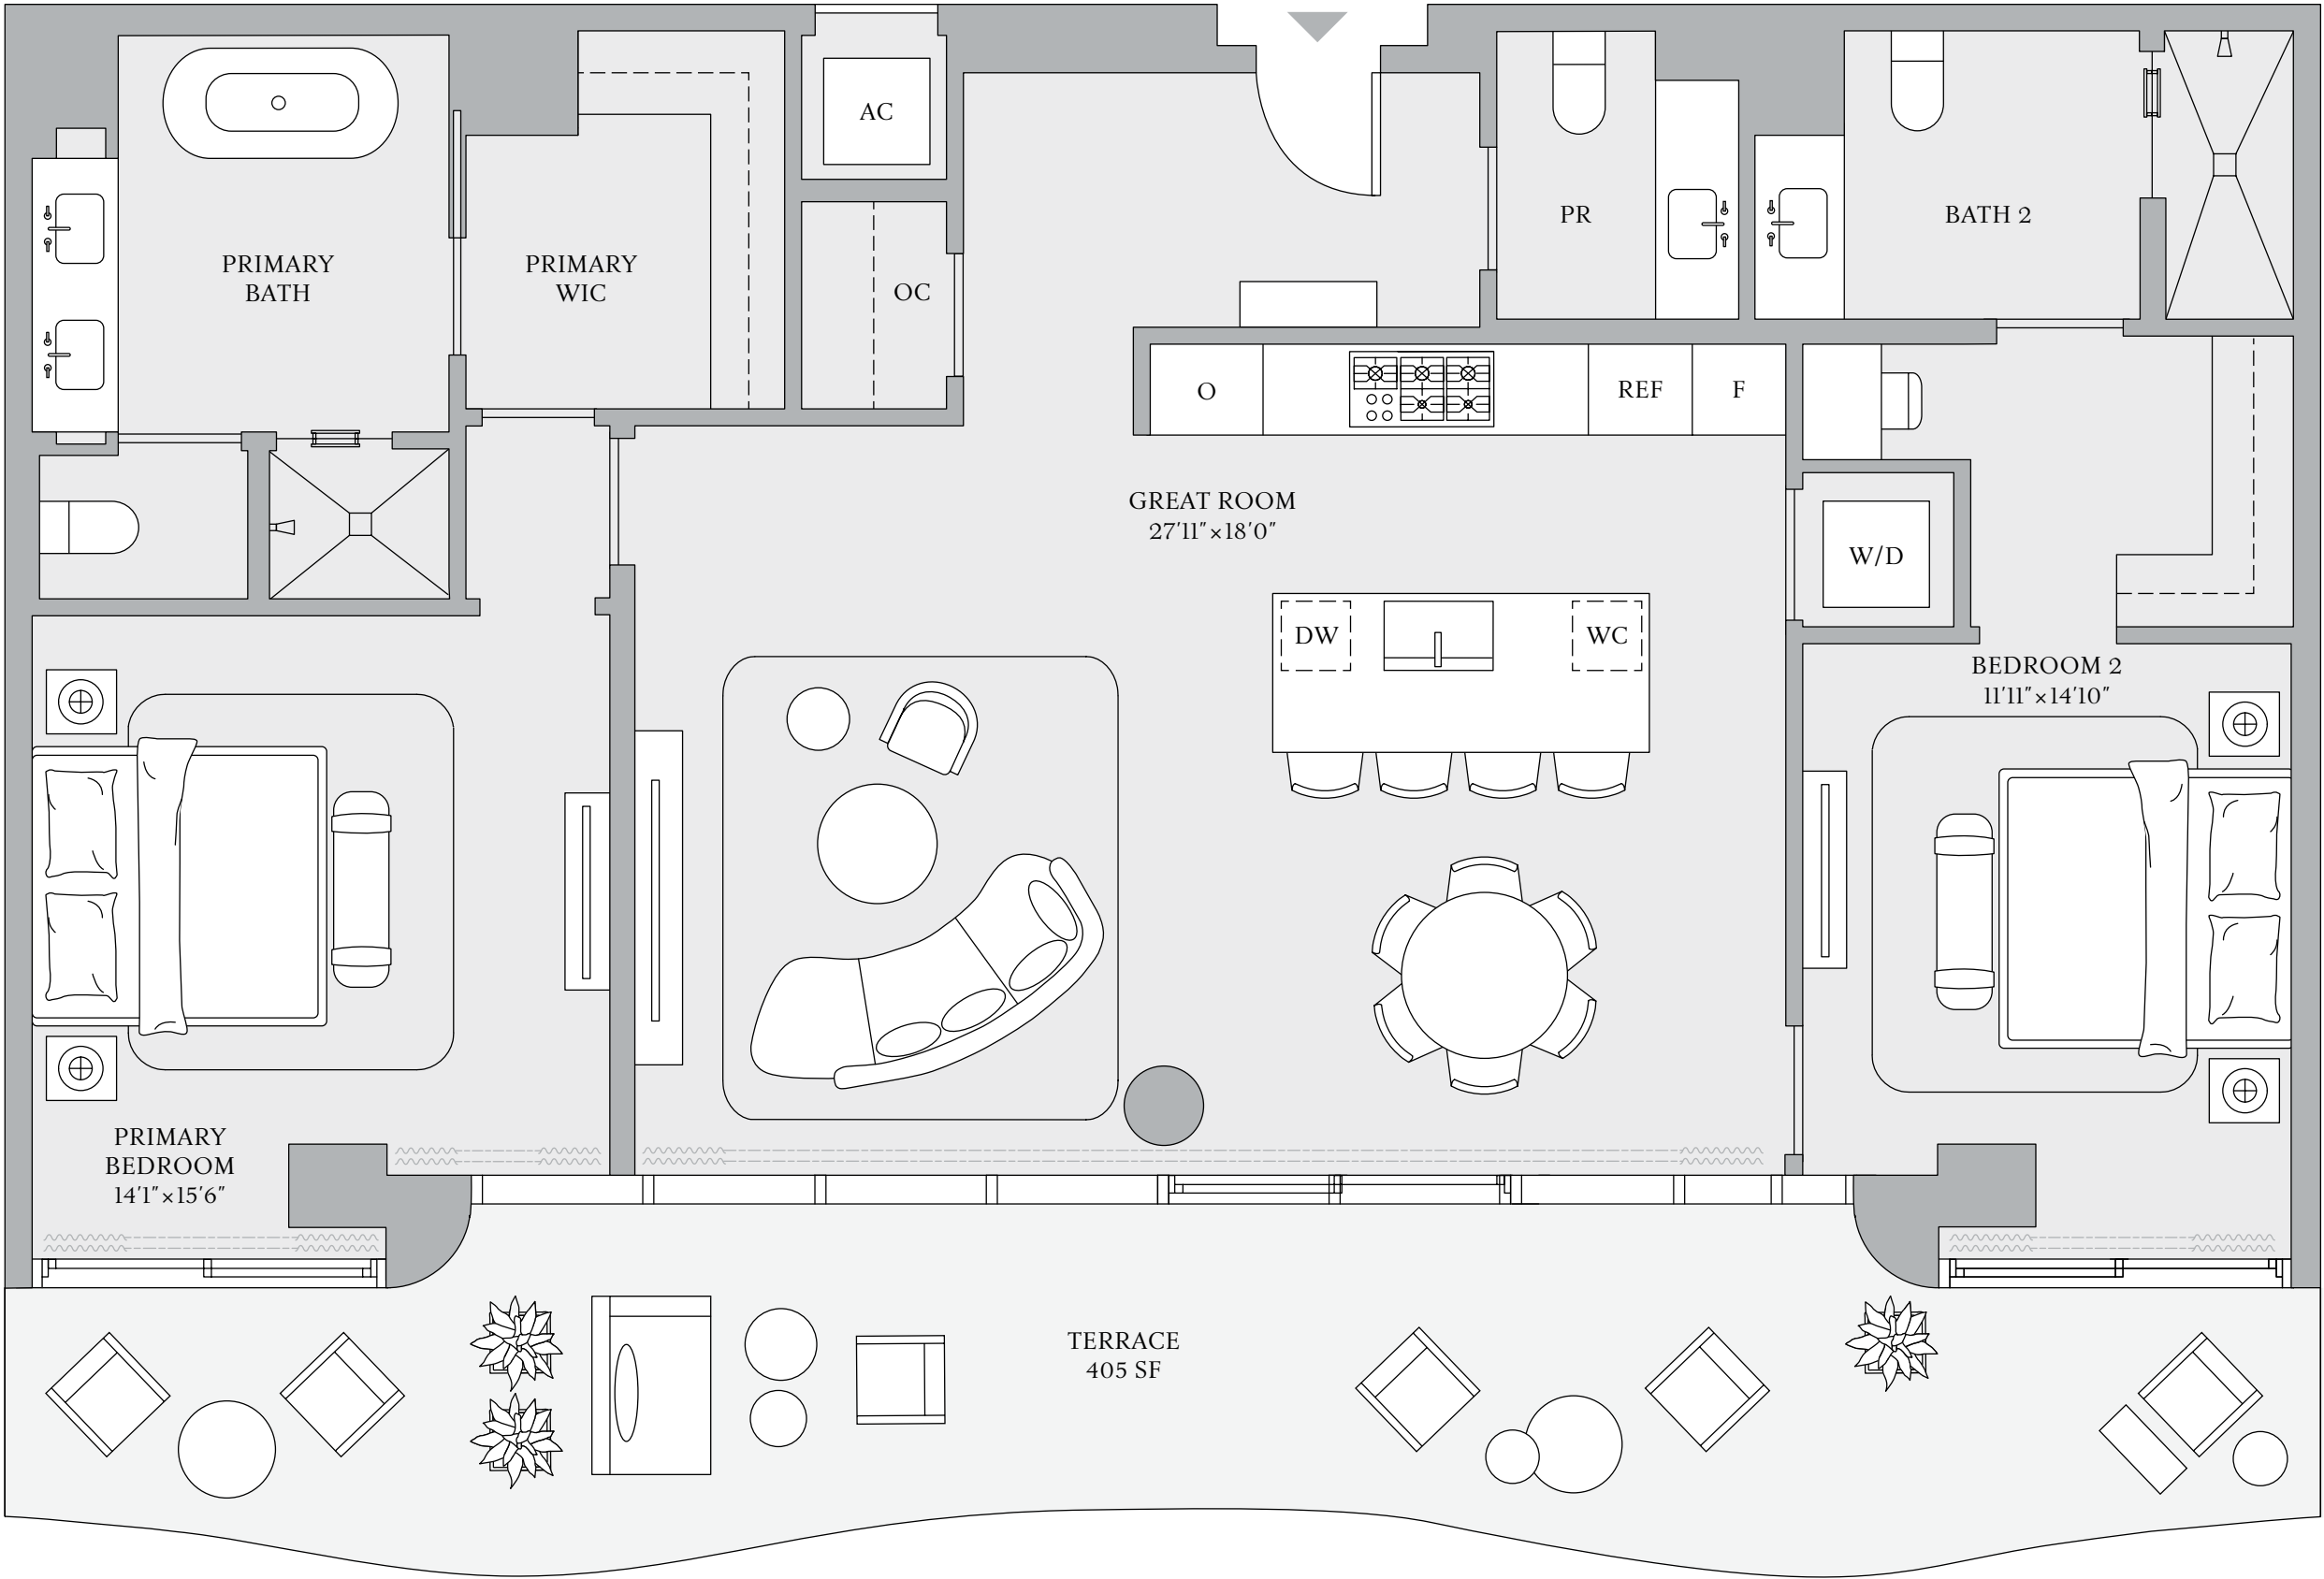 AC
PR
BATH 2
PRIMARY
BATH
PRIMARY
WIC
OC
O
REF
F
GREAT ROOM
27'11"×18'0"
W/D
DW
WC
BEDROOM 2
11'11"×14'10"
PRIMARY
BEDROOM
14'1"×15'6"
TERRACE
405 SF